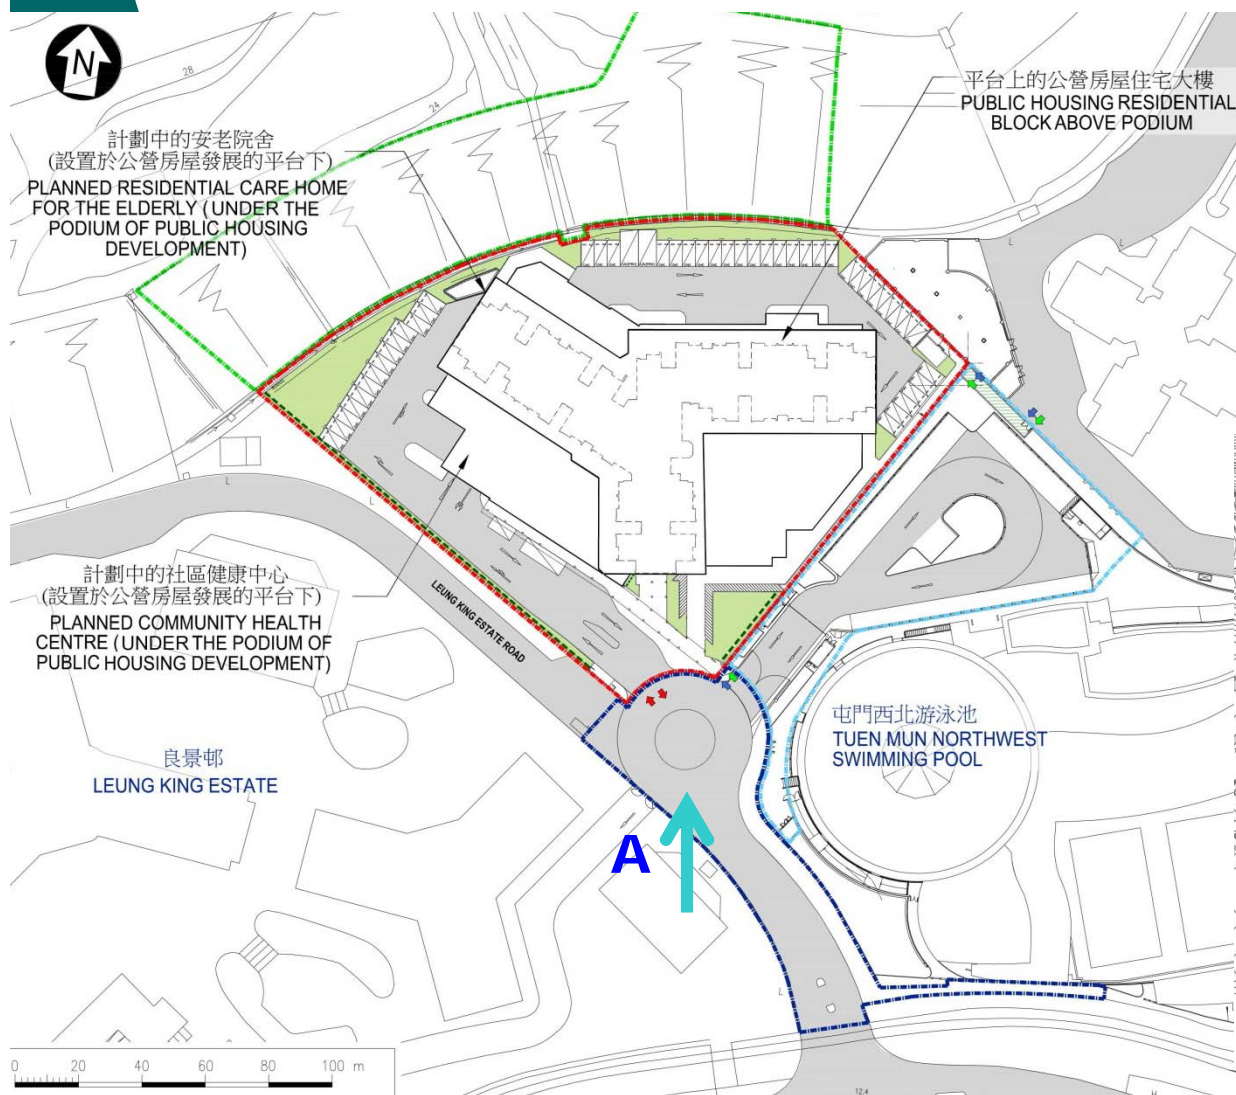 N
28
24
計劃中的安老院舍
(設置於公營房屋發展的平台下)
PLANNED RESIDENTIAL CARE HOME
FOR THE ELDERLY (UNDER THE
PODIUM OF PUBLIC HOUSING
DEVELOPMENT)
平台上的公營房屋住宅大樓
PUBLIC HOUSING RESIDENTIAL
BLOCK ABOVE PODIUM
計劃中的社區健康中心
(設置於公營房屋發展的平台下)
PLANNED COMMUNITY HEALTH
CENTRE (UNDER THE PODIUM OF
PUBLIC HOUSING DEVELOPMENT)
LEUNG KING ESTATE ROAD
良景邨
LEUNG KING ESTATE
屯門西北游泳池
TUEN MUN NORTHWEST
SWIMMING POOL
A
0 20 40 60 80 100 m
12.4